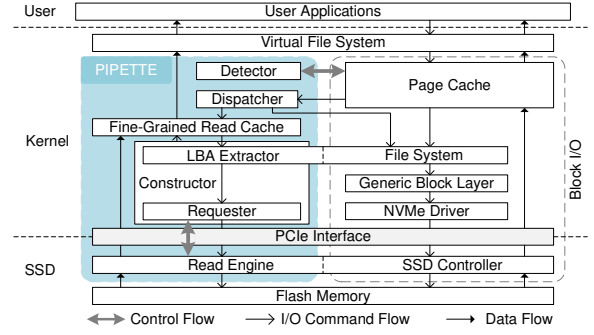 User
User Applications
Virtual File System
PIPETTE
Detector
Page Cache
Dispatcher
Kernel
Fine-Grained Read Cache
LBA Extractor
File System
Constructor
Generic Block Layer
Block I/O
Requester
NVMe Driver
PCIe Interface
SSD
Read Engine
SSD Controller
Flash Memory
Control Flow
I/O Command Flow
Data Flow